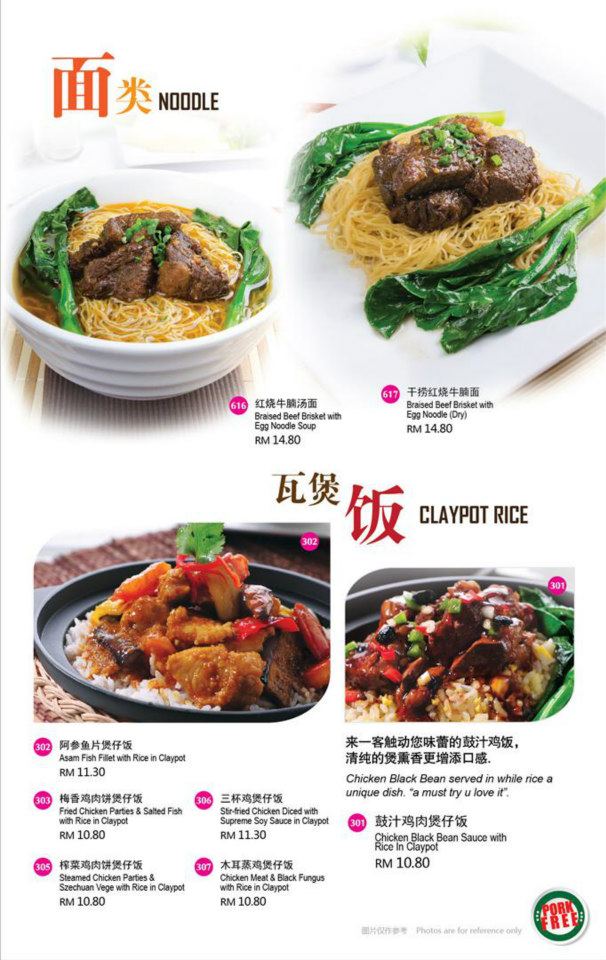 面类 NOODLE
616 红烧牛腩汤面
Braised Beef Brisket with
Egg Noodle Soup
RM 14.80
617 干捞红烧牛腩面
Braised Beef Brisket with
Egg Noodle (Dry)
RM 14.80
瓦煲饭 CLAYPOT RICE
302
301
302 阿参鱼片煲仔饭
Asam Fish Fillet with Rice in Claypot
RM 11.30
303 梅香鸡肉饼煲仔饭
Fried Chicken Parties & Salted Fish
with Rice in Claypot
RM 10.80
306 三杯鸡煲仔饭
Stir-fried Chicken Diced with
Supreme Soy Sauce in Claypot
RM 11.30
305 榨菜鸡肉饼煲仔饭
Steamed Chicken Parties &
Szechuan Vege with Rice in Claypot
RM 10.80
307 木耳蒸鸡煲仔饭
Chicken Meat & Black Fungus
with Rice in Claypot
RM 10.80
来一客触动您味蕾的鼓汁鸡饭，
清纯的煲熏香更增添口感.
Chicken Black Bean served in while rice a
unique dish. “a must try u love it”.
301 鼓汁鸡肉煲仔饭
Chicken Black Bean Sauce with
Rice In Claypot
RM 10.80
圖片仅作参考 Photos are for reference only
PORK
FREE